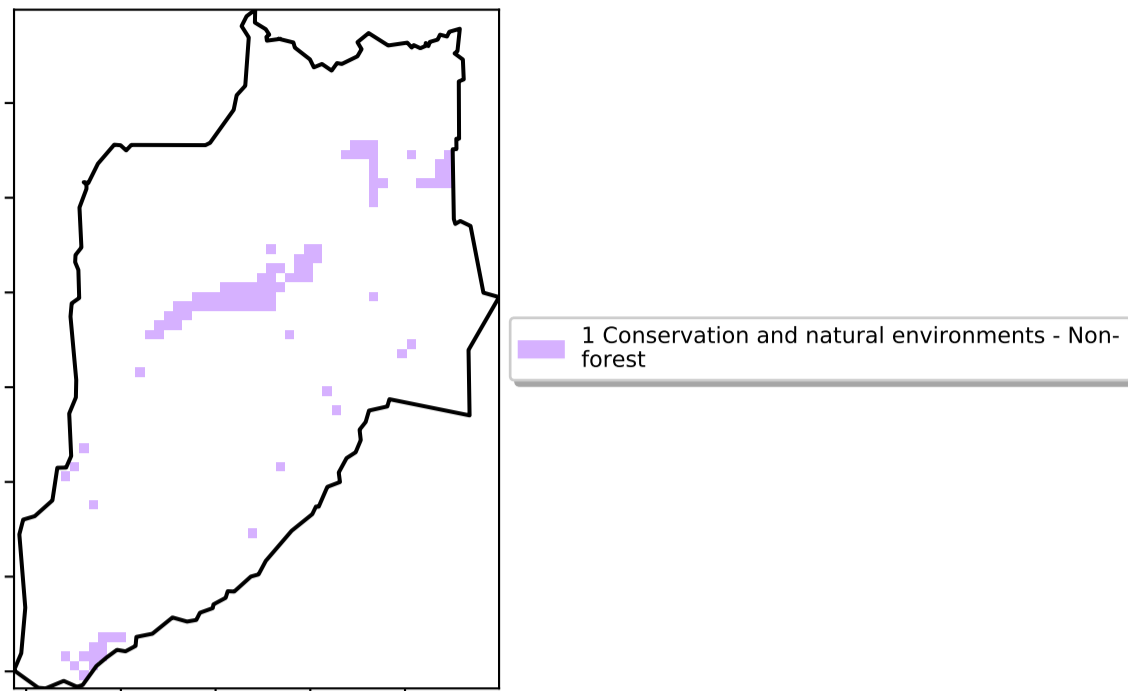 1 Conservation and natural environments - Non-
forest